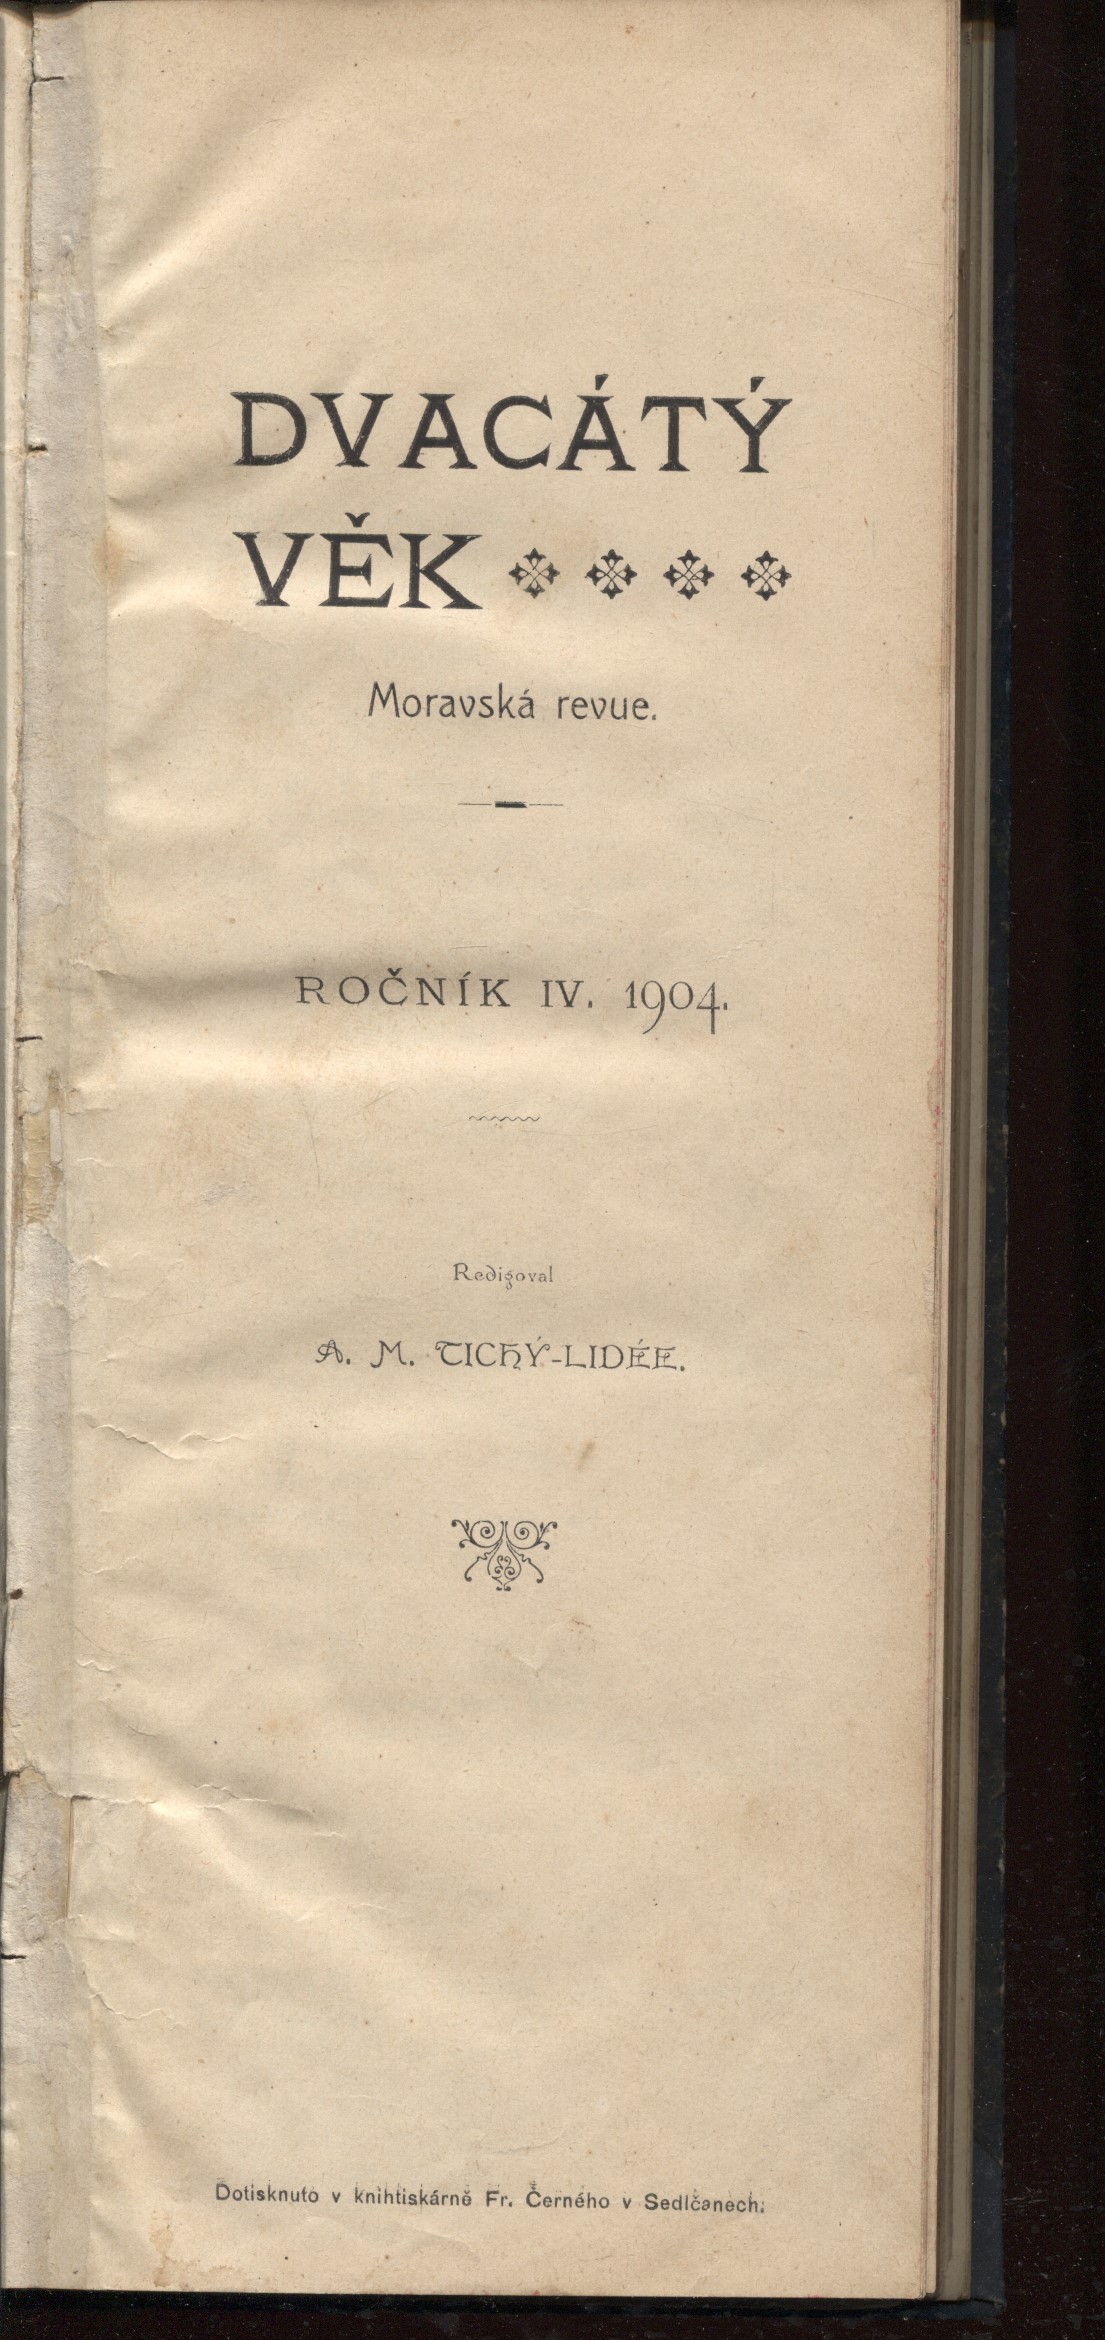 DVACÁTÝ
VĚK
Moravská revue.
ROČNÍK IV. 1904.
Redigoval
A. M. TICHÝ-LIDÉE.
Dotisknuto v knihtiskárně Fr. Černého v Sedlčanech.